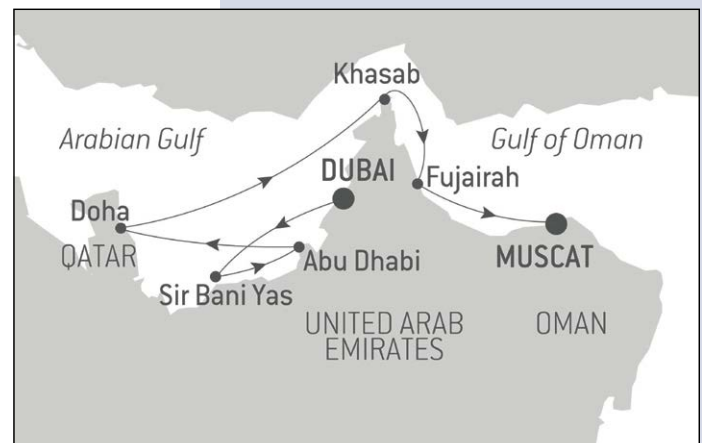 Khasab
Arabian Gulf
Gulf of Oman
DUBAI
Fujairah
Doha
QATAR
Abu Dhabi
MUSCAT
Sir Bani Yas
UNITED ARAB
EMIRATES
OMAN